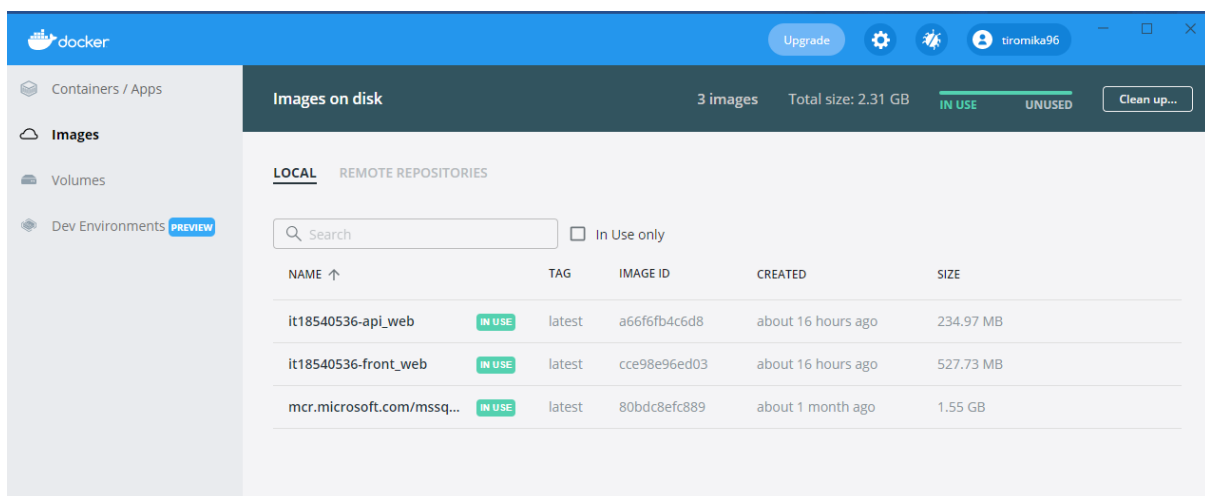 docker
Upgrade
tiromika96
Containers / Apps
Images
Volumes
Dev Environments PREVIEW
Images on disk
3 images
Total size: 2.31 GB
IN USE
UNUSED
Clean up...
LOCAL
REMOTE REPOSITORIES
Search
In Use only
NAME TAG IMAGE ID CREATED SIZE
it18540536-api_web IN USE latest a66f6fb4c6d8 about 16 hours ago 234.97 MB
it18540536-front_web IN USE latest cce98e96ed03 about 16 hours ago 527.73 MB
mcr.microsoft.com/mssq... IN USE latest 80bdc8efc889 about 1 month ago 1.55 GB